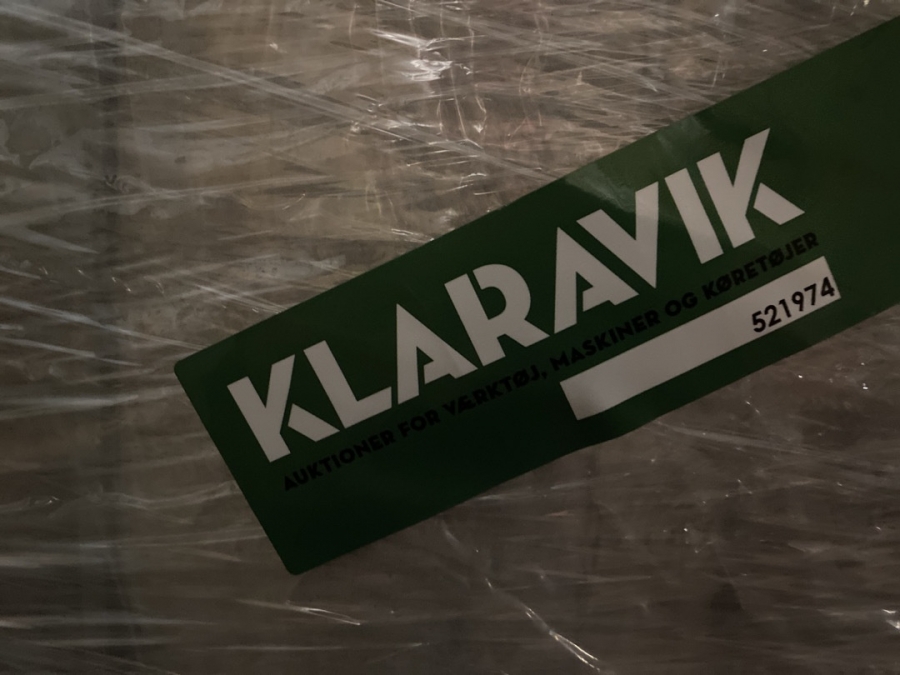 KLARAVIK
AUKTIONER FOR VÆRKTØJ, MASKINER OG KØRETØJER
521974